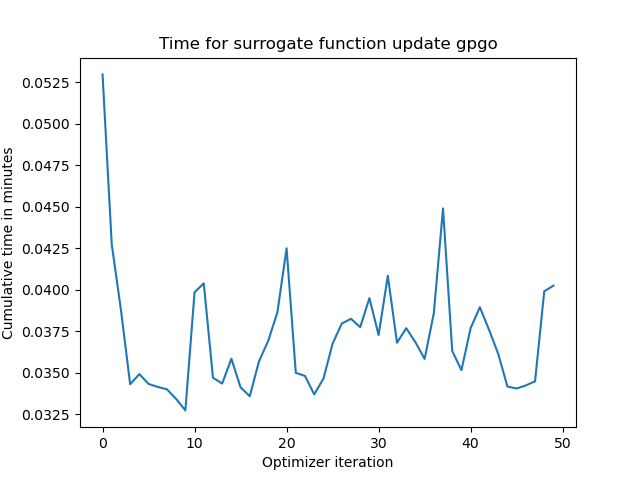 Time for surrogate function update gpgo
Cumulative time in minutes
0.0525
0.0500
0.0475
0.0450
0.0425
0.0400
0.0375
0.0350
0.0325
0 10 20 30 40 50
Optimizer iteration